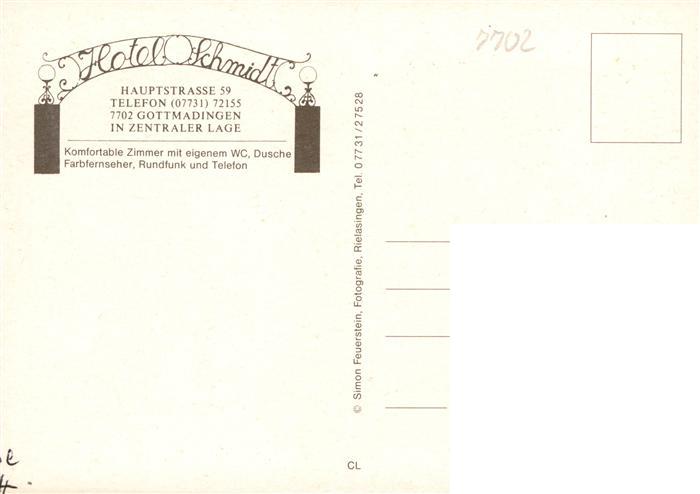 7702
Hotel Schmidt
HAUPTSTRASSE 59
TELEFON (07731) 72155
7702 GOTTMADINGEN
IN ZENTRALER LAGE
Komfortable Zimmer mit eigenem WC, Dusche
Farbfernseher, Rundfunk und Telefon
© Simon Feuerstein, Fotografie, Rielasingen, Tel. 07731/27528
CL